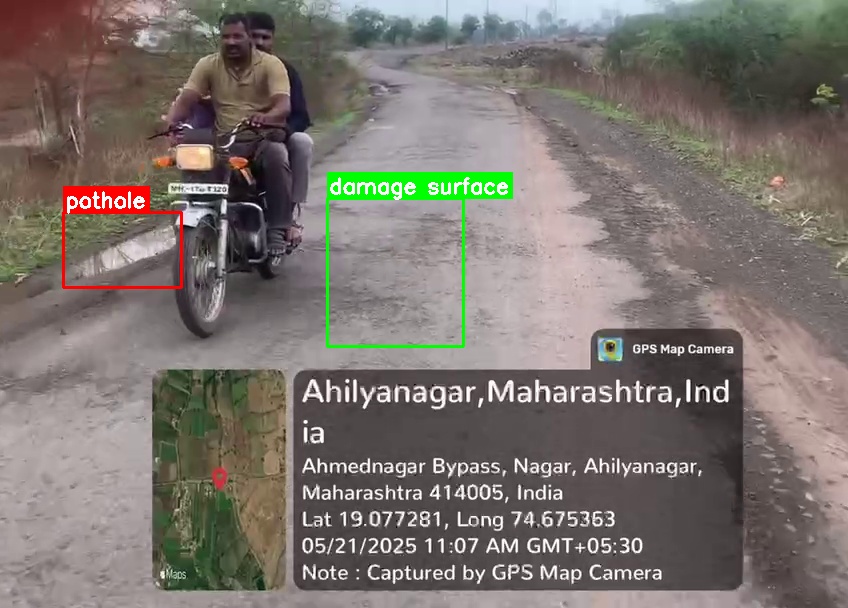 pothole
damage surface
GPS Map Camera
Ahilyanagar,Maharashtra,Ind
ia
Ahmednagar Bypass, Nagar, Ahilyanagar,
Maharashtra 414005, India
Lat 19.077281, Long 74.675363
05/21/2025 11:07 AM GMT+05:30
Note : Captured by GPS Map Camera
Maps